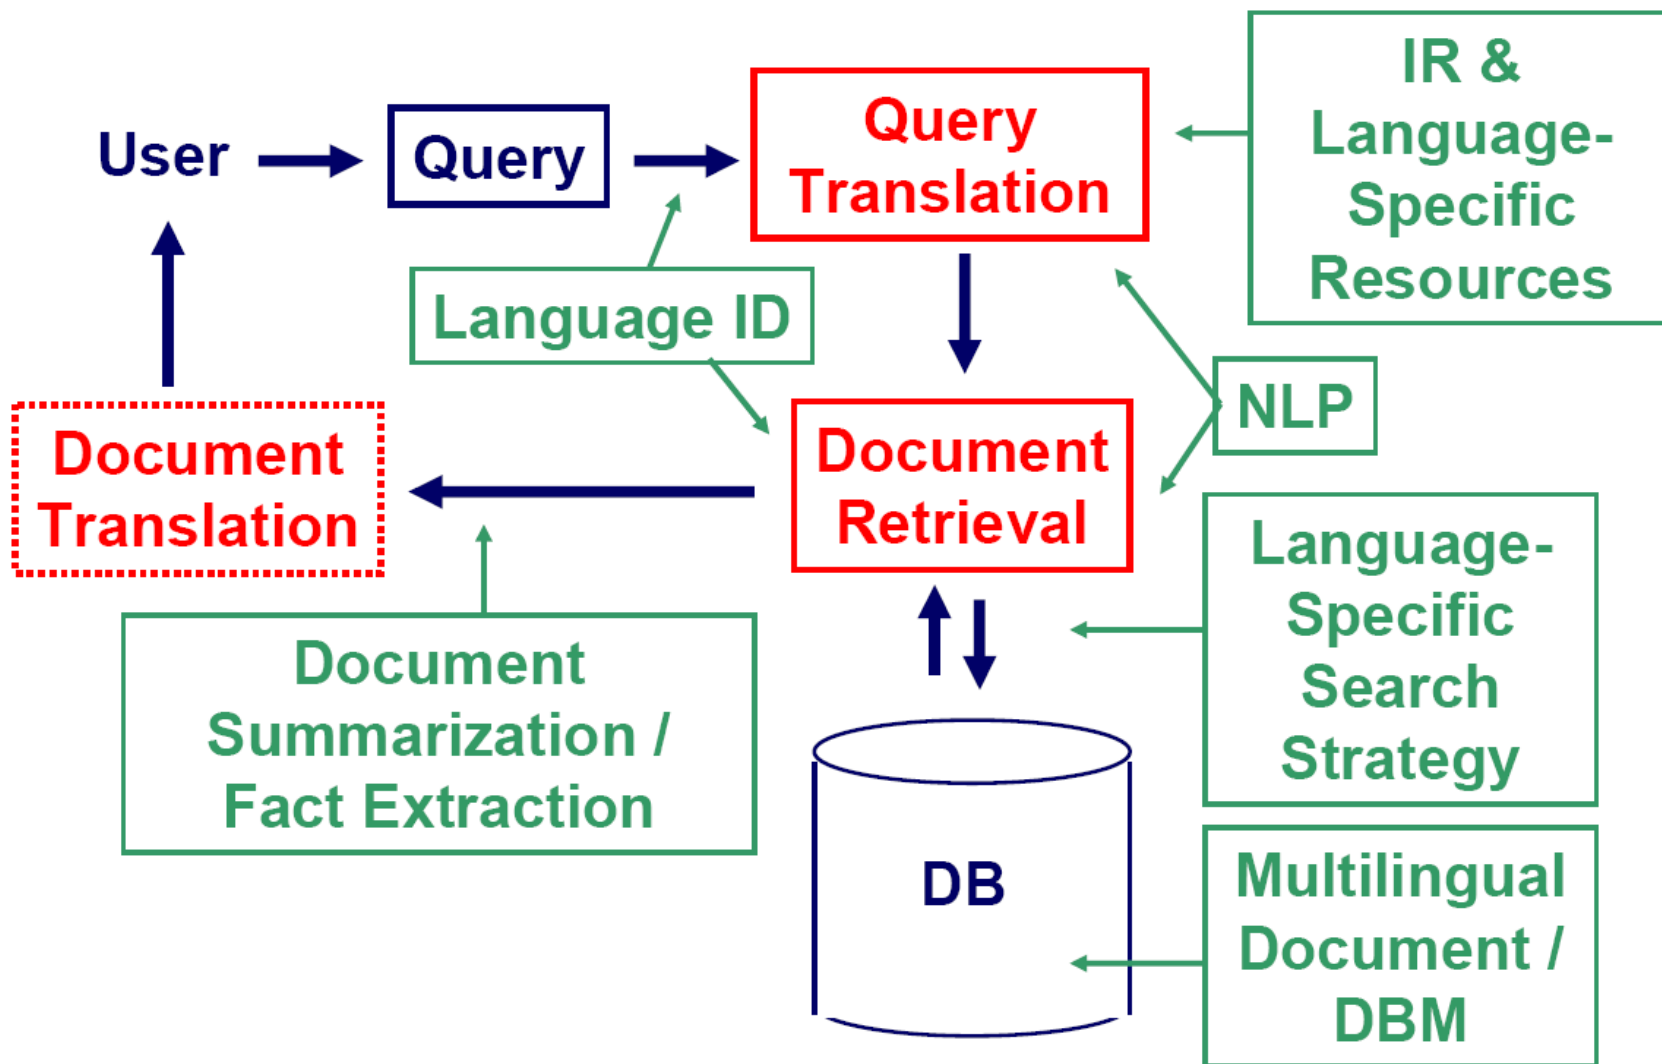 User
Query
Query
Translation
IR &
Language-
Specific
Resources
Language ID
NLP
Document
Translation
Document
Retrieval
Language-
Specific
Search
Strategy
Document
Summarization /
Fact Extraction
DB
Multilingual
Document /
DBM